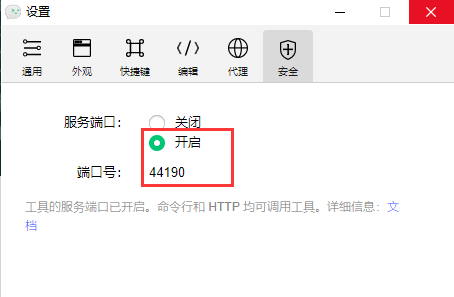 设置
通用 外观 快捷键 编辑 代理 安全
服务端口： 关闭
开启
端口号： 44190
工具的服务端口已开启。命令行和 HTTP 均可调用工具。详细信息：文
档